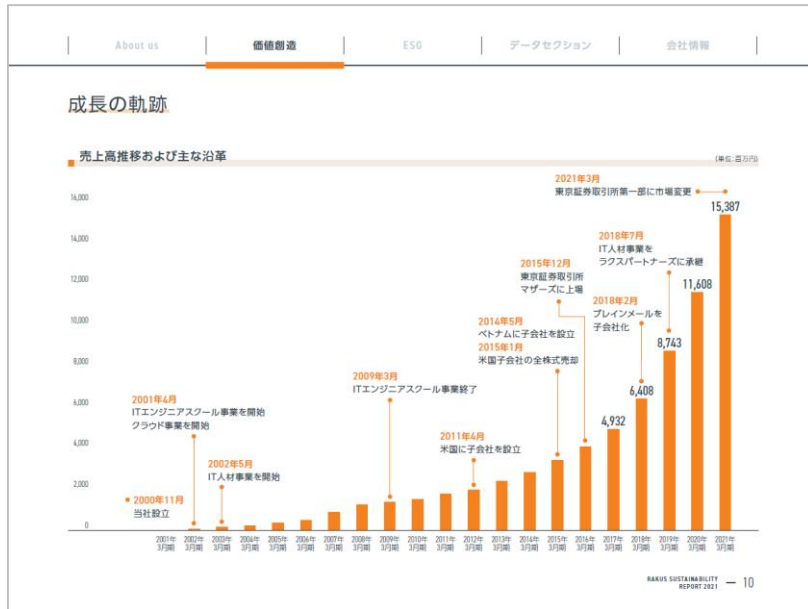 About us
価値創造
ESG
データセクション
会社情報
成長の軌跡
売上高推移および主な沿革
(単位:百万円)
16,000
14,000
12,000
10,000
8,000
6,000
4,000
2,000
0
2000年11月
当社設立
2001年4月
ITエンジニアスクール事業を開始
クラウド事業を開始
2002年5月
IT人材事業を開始
2009年3月
ITエンジニアスクール事業終了
2011年4月
米国に子会社を設立
2014年5月
ベトナムに子会社を設立
2015年1月
米国子会社の全株式売却
2015年12月
東京証券取引所
マザーズに上場
2018年2月
ブレインメールを
子会社化
2018年7月
IT人材事業を
ラクスパートナーズに承継
2021年3月
東京証券取引所第一部に市場変更
4,932
6,408
8,743
11,608
15,387
2001年
3月期
2002年
3月期
2003年
3月期
2004年
3月期
2005年
3月期
2006年
3月期
2007年
3月期
2008年
3月期
2009年
3月期
2010年
3月期
2011年
3月期
2012年
3月期
2013年
3月期
2014年
3月期
2015年
3月期
2016年
3月期
2017年
3月期
2018年
3月期
2019年
3月期
2020年
3月期
2021年
3月期
RAKUS SUSTAINABILITY
REPORT 2021
— 10